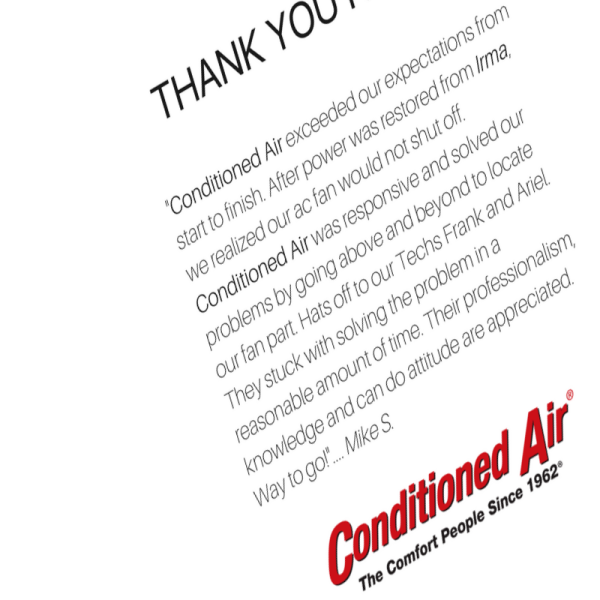 THANK YOU
"Conditioned Air exceeded our expectations from
start to finish. After power was restored from Irma,
we realized our ac fan would not shut off.
Conditioned Air was responsive and solved our
problems by going above and beyond to locate
our fan part. Hats off to our Techs Frank and Ariel.
They stuck with solving the problem in a
reasonable amount of time. Their professionalism,
knowledge and can do attitude are appreciated.
Way to go!".... Mike S.
Conditioned Air®
The Comfort People Since 1962®